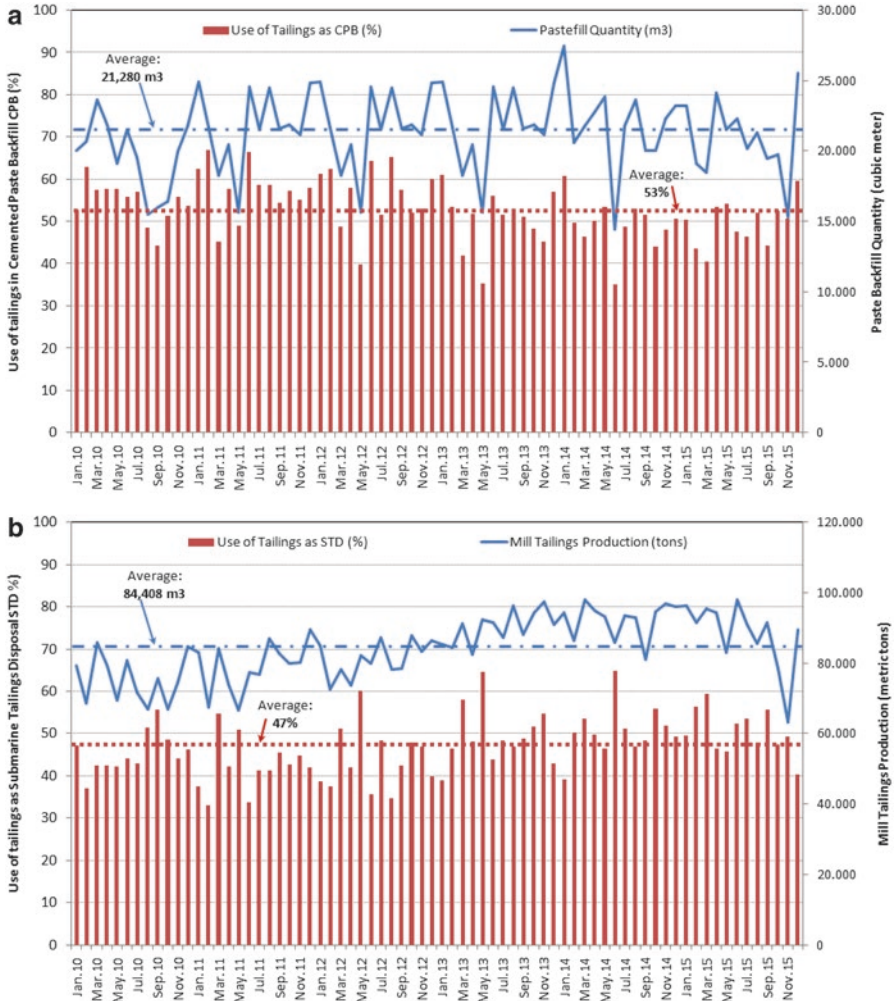 a
Use of Tailings as CPB (%)
Pastefill Quantity (m3)
Average:
21,280 m3
Average:
53%
Use of tailings in Cemented Paste Backfill CPB (%)
100
90
80
70
60
50
40
30
20
10
0
30.000
25.000
20.000
15.000
10.000
5.000
0
Paste Backfill Quantity (cubic meter)
Jan.10
Mar.10
May.10
Jul.10
Sep.10
Nov.10
Jan.11
Mar.11
May.11
Jul.11
Sep.11
Nov.11
Jan.12
Mar.12
May.12
Jul.12
Sep.12
Nov.12
Jan.13
Mar.13
May.13
Jul.13
Sep.13
Nov.13
Jan.14
Mar.14
May.14
Jul.14
Sep.14
Nov.14
Jan.15
Mar.15
May.15
Jul.15
Sep.15
Nov.15
b
Use of Tailings as STD (%)
Mill Tailings Production (tons)
Average:
84,408 m3
Average:
47%
Use of tailings as Submarine Tailings Disposal STD %)
100
90
80
70
60
50
40
30
20
10
0
120.000
100.000
80.000
60.000
40.000
20.000
0
Mill Tailings Production (metric tons)
Jan.10
Mar.10
May.10
Jul.10
Sep.10
Nov.10
Jan.11
Mar.11
May.11
Jul.11
Sep.11
Nov.11
Jan.12
Mar.12
May.12
Jul.12
Sep.12
Nov.12
Jan.13
Mar.13
May.13
Jul.13
Sep.13
Nov.13
Jan.14
Mar.14
May.14
Jul.14
Sep.14
Nov.14
Jan.15
Mar.15
May.15
Jul.15
Sep.15
Nov.15